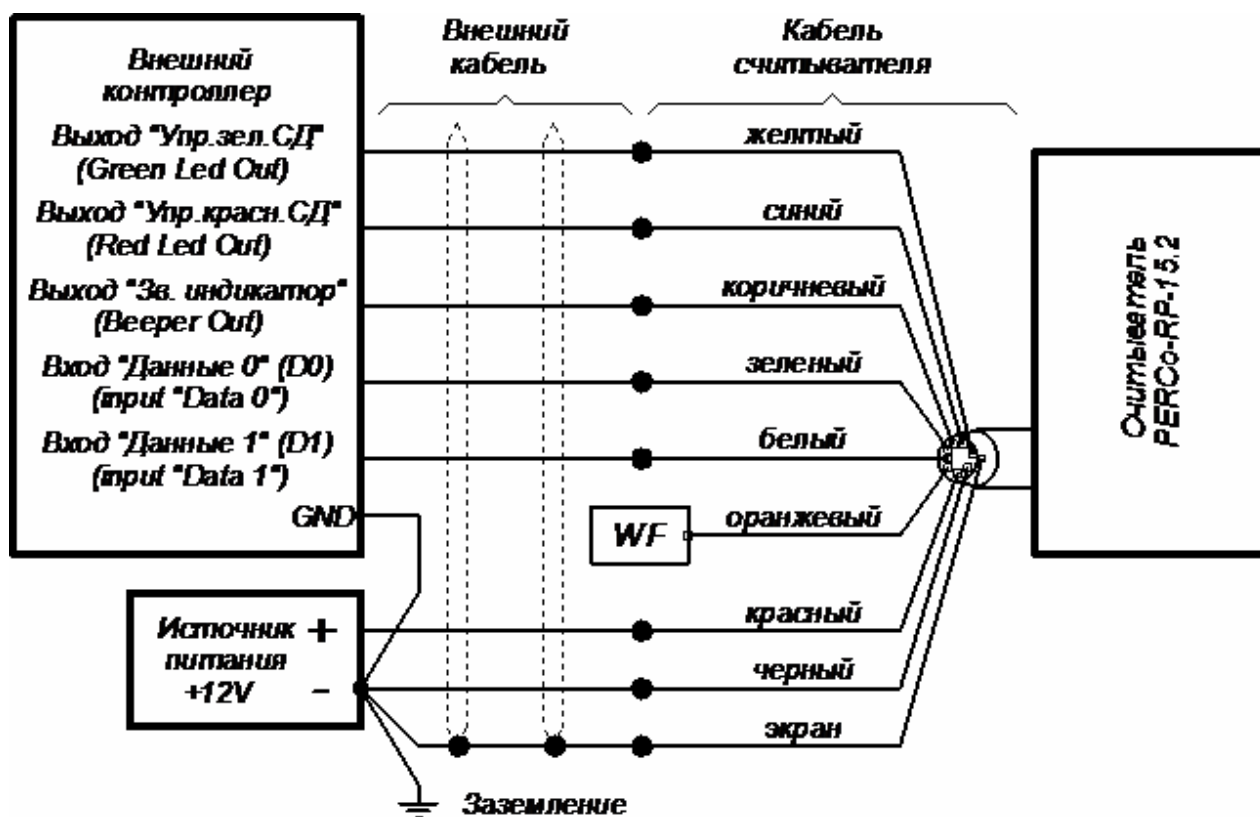 Внешний
контроллер
Выход "Упр.зел.СД"
(Green Led Out)
Выход "Упр.красн.СД"
(Red Led Out)
Выход "Зв. индикатор"
(Beeper Out)
Вход "Данные 0" (D0)
(input "Data 0")
Вход "Данные 1" (D1)
(input "Data 1")
GND
Источник +
питания
+12V –
Внешний
кабель
Кабель
считывателя
желтый
синий
коричневый
зеленый
белый
WF
оранжевый
красный
черный
экран
Заземление
Считыватель
PERCo-RP-15.2